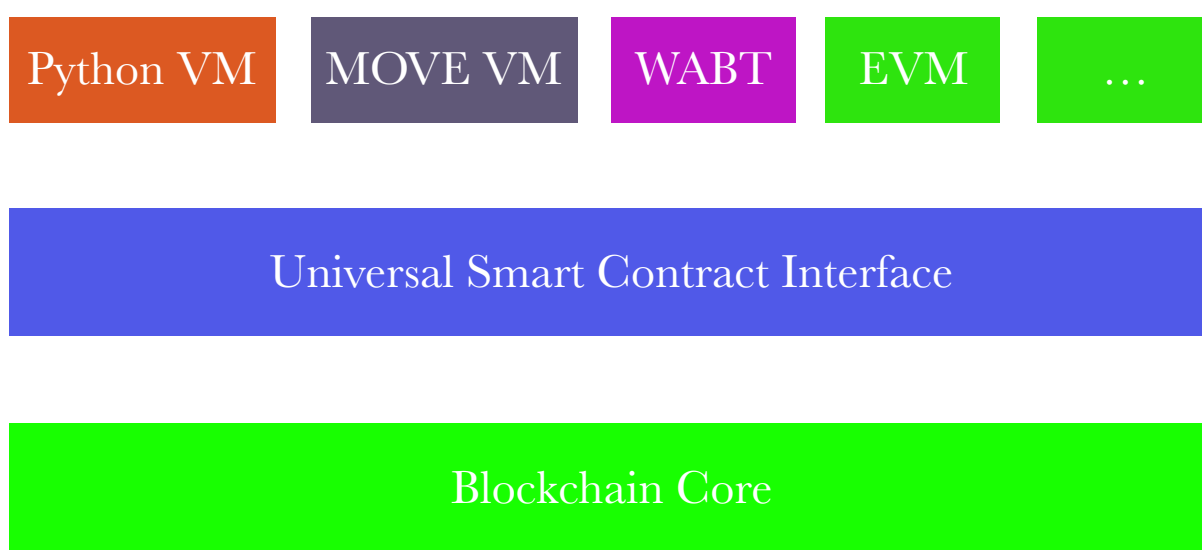 Python VM MOVE VM WABT EVM …
Universal Smart Contract Interface
Blockchain Core